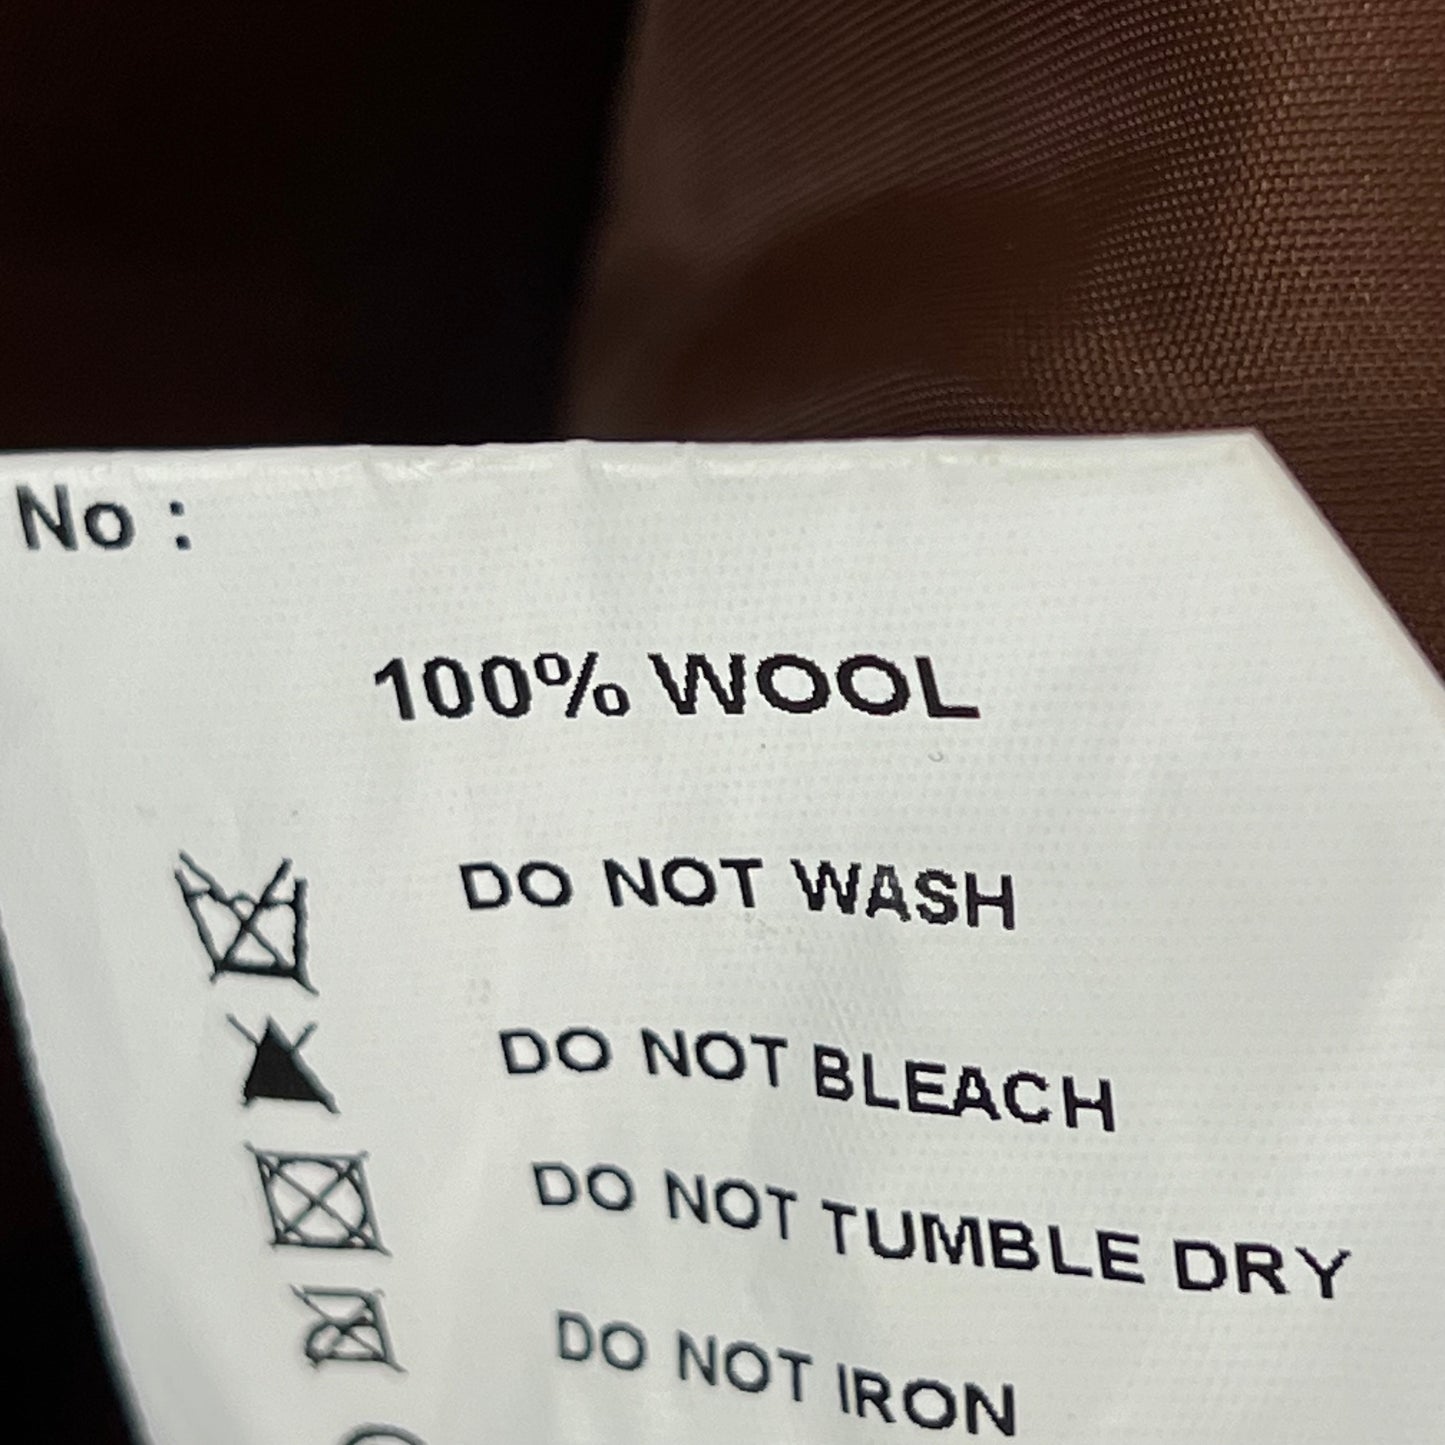 No :
100% WOOL
DO NOT WASH
DO NOT BLEACH
DO NOT TUMBLE DRY
DO NOT IRON